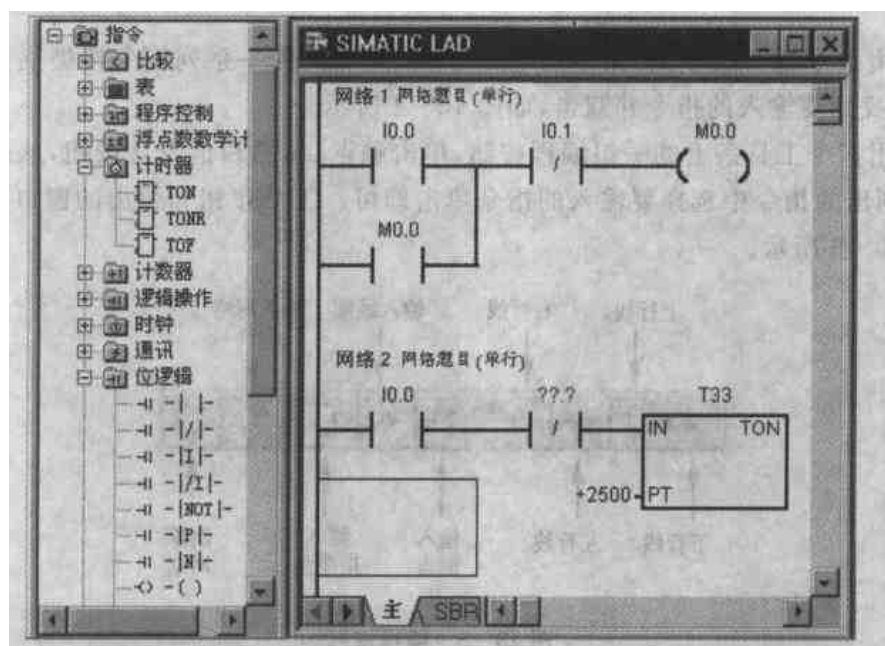 指令
比较
表
程序控制
浮点数数学计
计时器
TON
TONR
TOF
计数器
逻辑操作
时钟
通讯
位逻辑
-| |-
-|/|-
-|I|-
-|/I|-
-|NOT|-
-|P|-
-|N|-
-( )
SIMATIC LAD
网络 1 网络题目 (单行)
I0.0 I0.1 M0.0
M0.0
网络 2 网络题目 (单行)
I0.0 ??.? T33
IN TON
+2500 PT
主 SBR